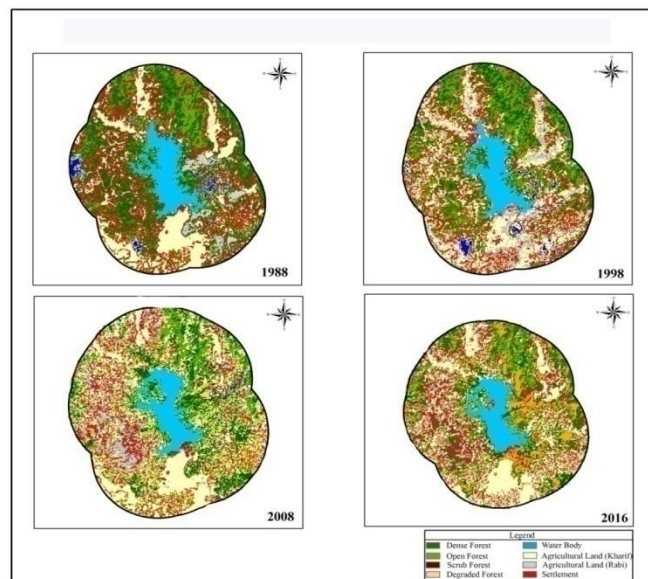 1988
1998
2008
2016
Legend
Dense Forest
Water Body
Open Forest
Agricultural Land (Kharif)
Scrub Forest
Agricultural Land (Rabi)
Degraded Forest
Settlement